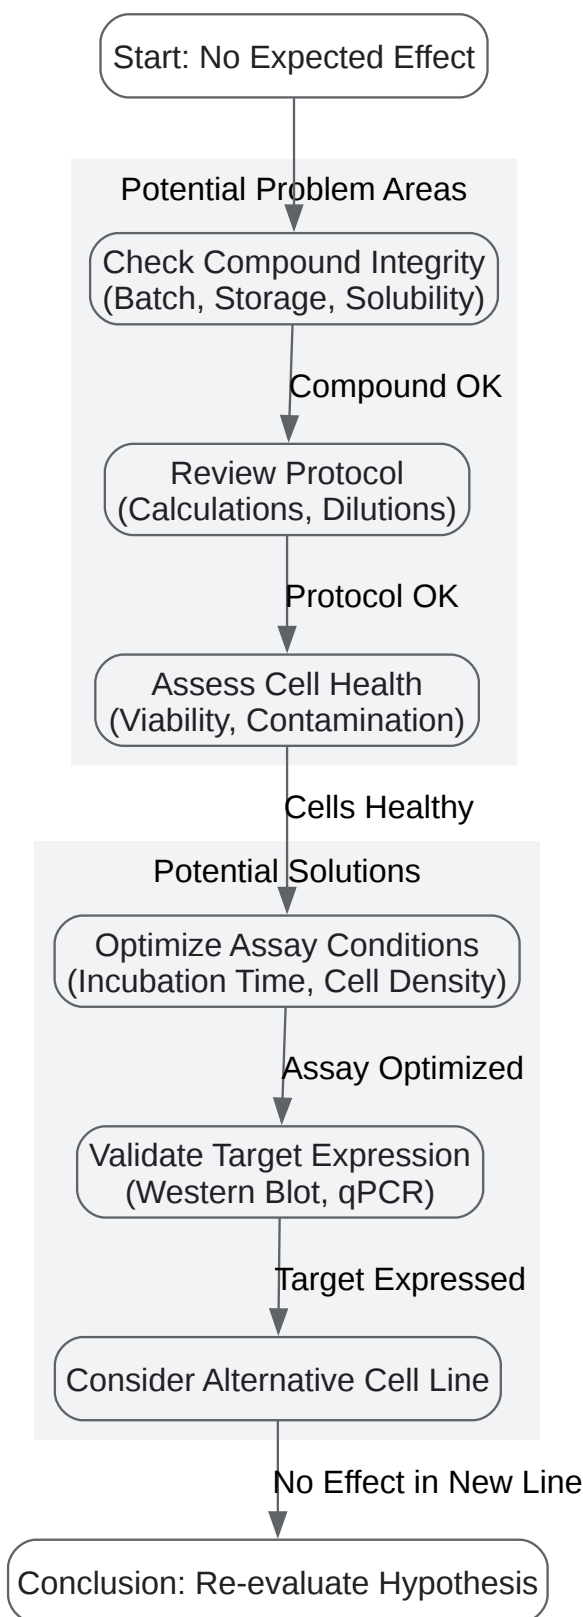 Start: No Expected Effect
Potential Problem Areas
Check Compound Integrity
(Batch, Storage, Solubility)
Compound OK
Review Protocol
(Calculations, Dilutions)
Protocol OK
Assess Cell Health
(Viability, Contamination)
Cells Healthy
Potential Solutions
Optimize Assay Conditions
(Incubation Time, Cell Density)
Assay Optimized
Validate Target Expression
(Western Blot, qPCR)
Target Expressed
Consider Alternative Cell Line
No Effect in New Line
Conclusion: Re-evaluate Hypothesis